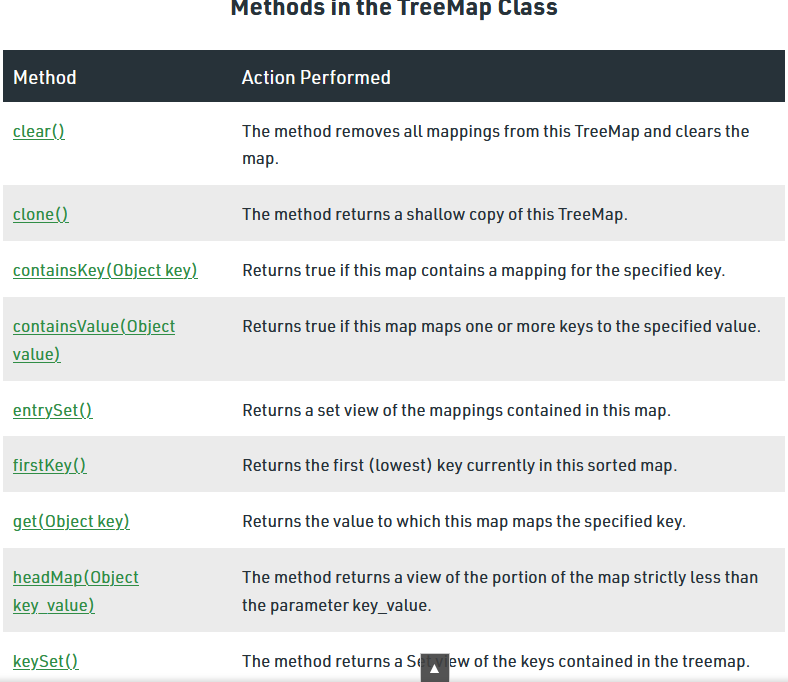 Methods in the TreeMap Class
Method Action Performed
clear() The method removes all mappings from this TreeMap and clears the
map.
clone() The method returns a shallow copy of this TreeMap.
containsKey(Object key) Returns true if this map contains a mapping for the specified key.
containsValue(Object Returns true if this map maps one or more keys to the specified value.
value)
entrySet() Returns a set view of the mappings contained in this map.
firstKey() Returns the first (lowest) key currently in this sorted map.
get(Object key) Returns the value to which this map maps the specified key.
headMap(Object The method returns a view of the portion of the map strictly less than
key_value) the parameter key_value.
keySet() The method returns a Set view of the keys contained in the treemap.